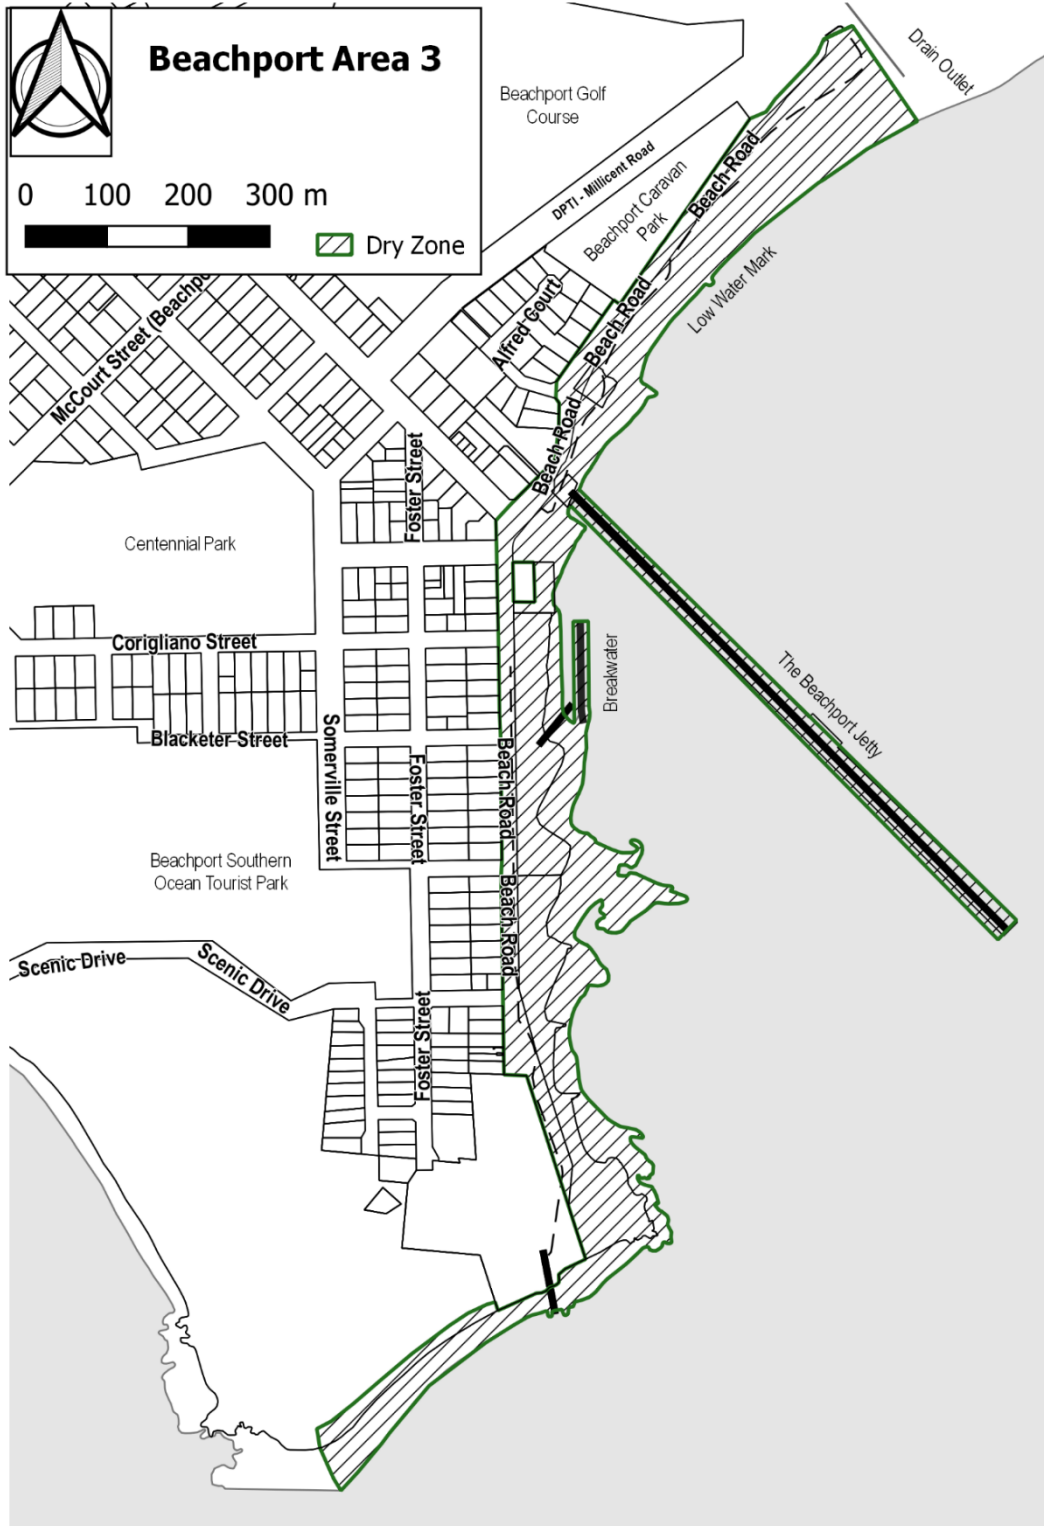 Beachport Area 3
0 100 200 300 m
Dry Zone
Drain Outlet
Beachport Golf
Course
DPTI - Millicent Road
Beachport Caravan
Park
Beach Road
Low Water Mark
Beach Road
Alfred Court
McCourt Street (Beachpo
Beach Road
Foster Street
Centennial Park
Corigliano Street
Breakwater
The Beachport Jetty
Blacketer Street
Somerville Street
Foster Street
Beach Road
Beachport Southern
Ocean Tourist Park
Beach Road
Scenic Drive
Scenic Drive
Foster Street